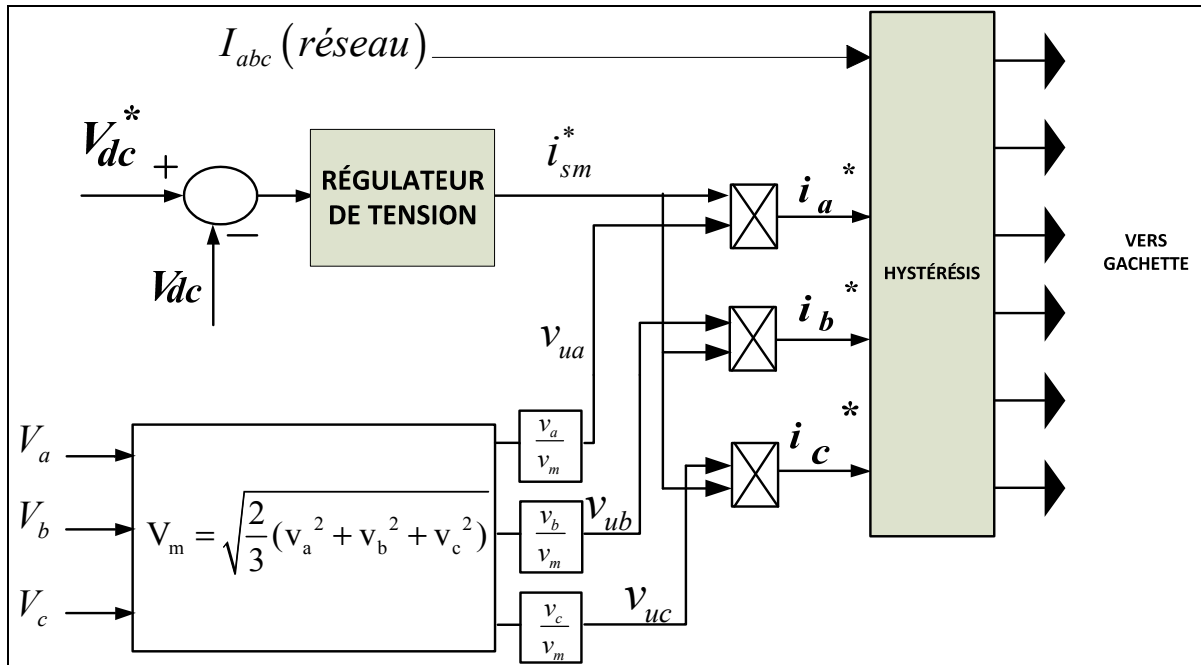 I_abc (réseau)
V_dc*
+
−
V_dc
RÉGULATEUR
DE TENSION
i_sm*
i_a*
i_b*
i_c*
HYSTÉRÉSIS
VERS
GACHETTE
v_ua
V_a
V_b
V_c
V_m = √(2/3 (v_a² + v_b² + v_c²))
v_a/v_m
v_b/v_m
v_ub
v_c/v_m
v_uc